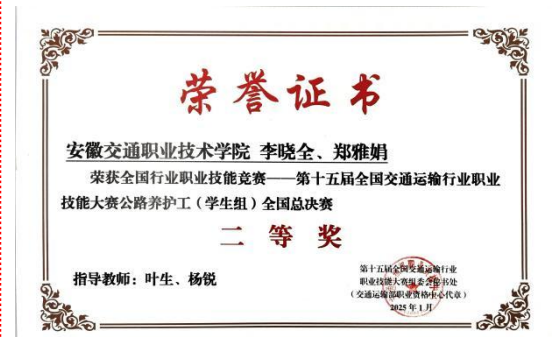 荣誉证书
安徽交通职业技术学院 李晓全、郑雅娟
荣获全国行业职业技能竞赛——第十五届全国交通运输行业职业
技能大赛公路养护工（学生组）全国总决赛
二等奖
指导教师：叶生、杨锐
第十五届全国交通运输行业
职业技能大赛组委会秘书处
（交通运输部职业资格中心代章）
2025 年 1 月